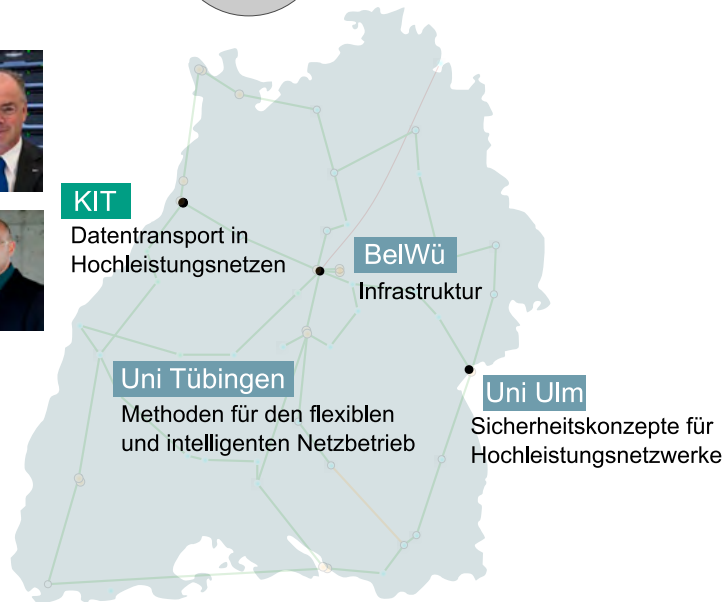 KIT
Datentransport in
Hochleistungsnetzen
BelWü
Infrastruktur
Uni Tübingen
Methoden für den flexiblen
und intelligenten Netzbetrieb
Uni Ulm
Sicherheitskonzepte für
Hochleistungsnetzwerke